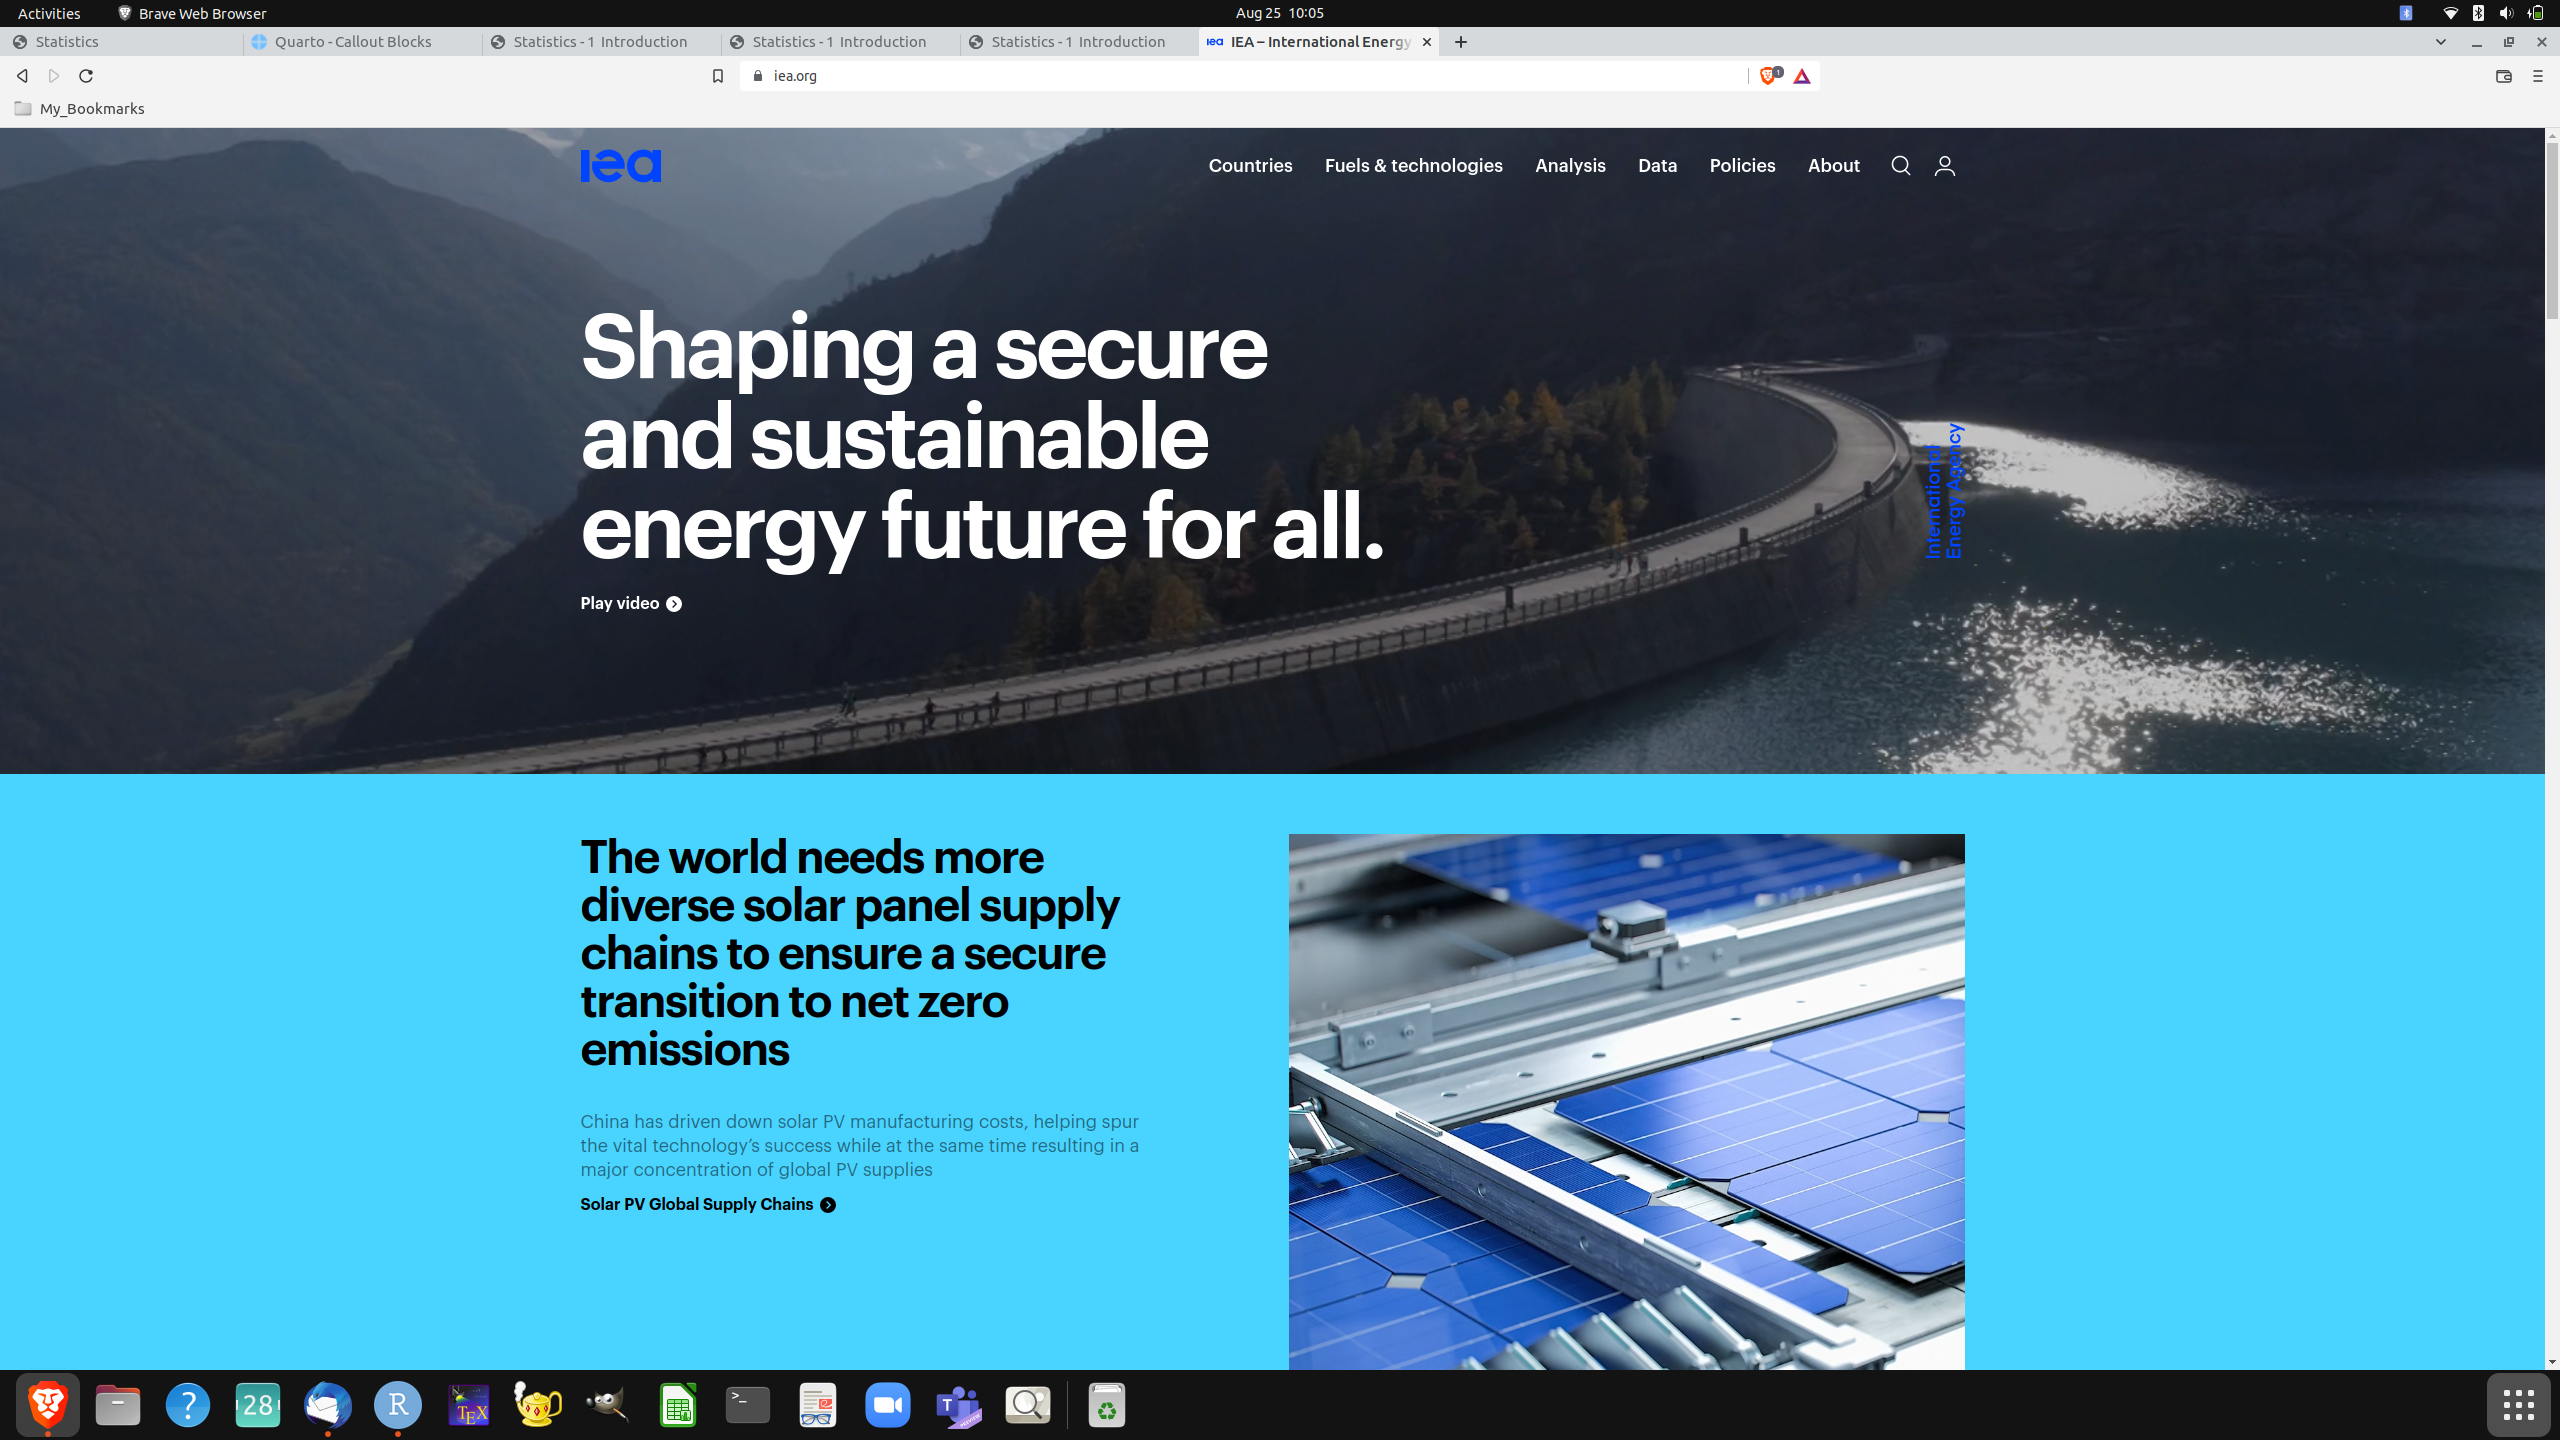 Activities
Brave Web Browser
Aug 25 10:05
Statistics
Quarto - Callout Blocks
Statistics - 1 Introduction
Statistics - 1 Introduction
Statistics - 1 Introduction
iea
IEA – International Energy
iea.org
1
My_Bookmarks
iea
Countries
Fuels & technologies
Analysis
Data
Policies
About
Shaping a secure
and sustainable
energy future for all.
International
Energy Agency
Play video
The world needs more
diverse solar panel supply
chains to ensure a secure
transition to net zero
emissions
China has driven down solar PV manufacturing costs, helping spur
the vital technology’s success while at the same time resulting in a
major concentration of global PV supplies
Solar PV Global Supply Chains
?
28
R
TEX
>_
T